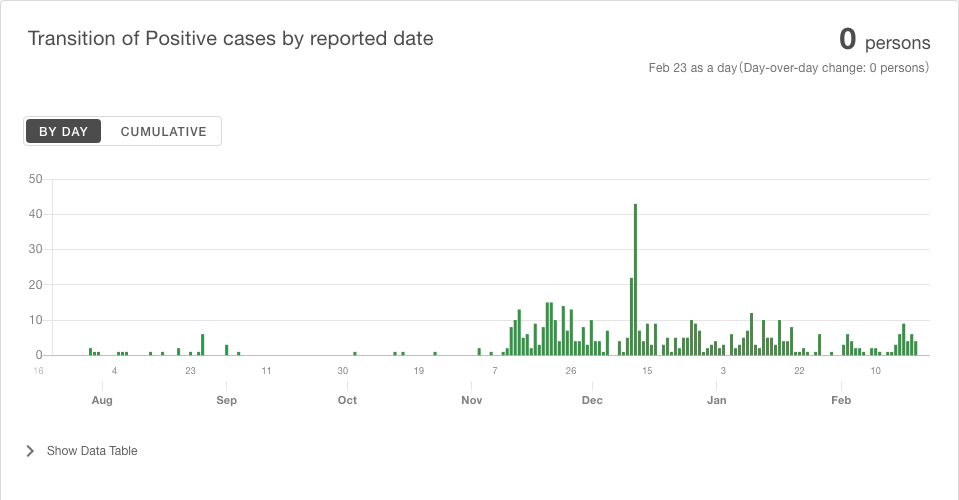 Transition of Positive cases by reported date
0 persons
Feb 23 as a day(Day-over-day change: 0 persons)
BY DAY CUMULATIVE
50
40
30
20
10
0
16 4 23 11 30 19 7 26 15 3 22 10
Aug Sep Oct Nov Dec Jan Feb
Show Data Table